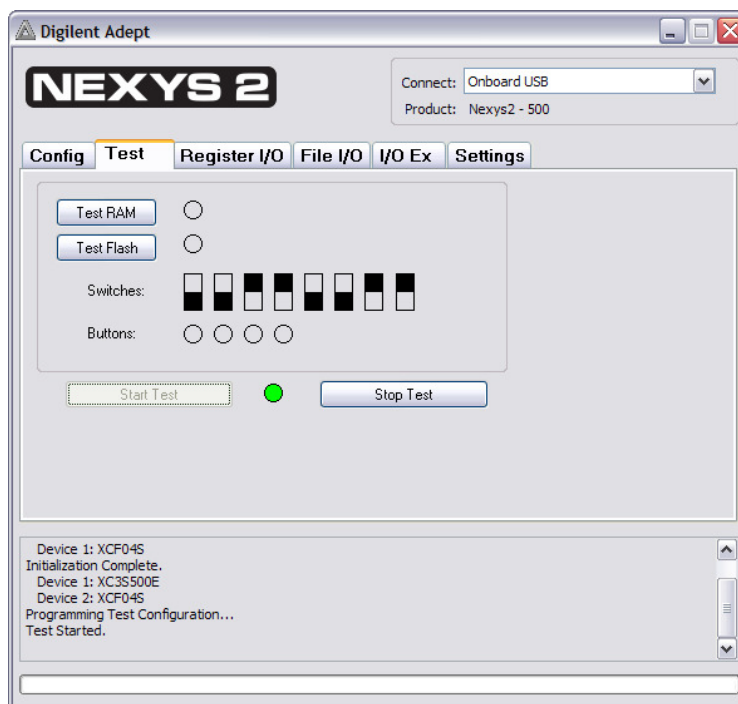 Digilent Adept
NEXYS 2
Connect: Onboard USB
Product: Nexys2 - 500
Config Test Register I/O File I/O I/O Ex Settings
Test RAM
Test Flash
Switches:
Buttons:
Start Test Stop Test
Device 1: XCF04S
Initialization Complete.
Device 1: XC3S500E
Device 2: XCF04S
Programming Test Configuration...
Test Started.